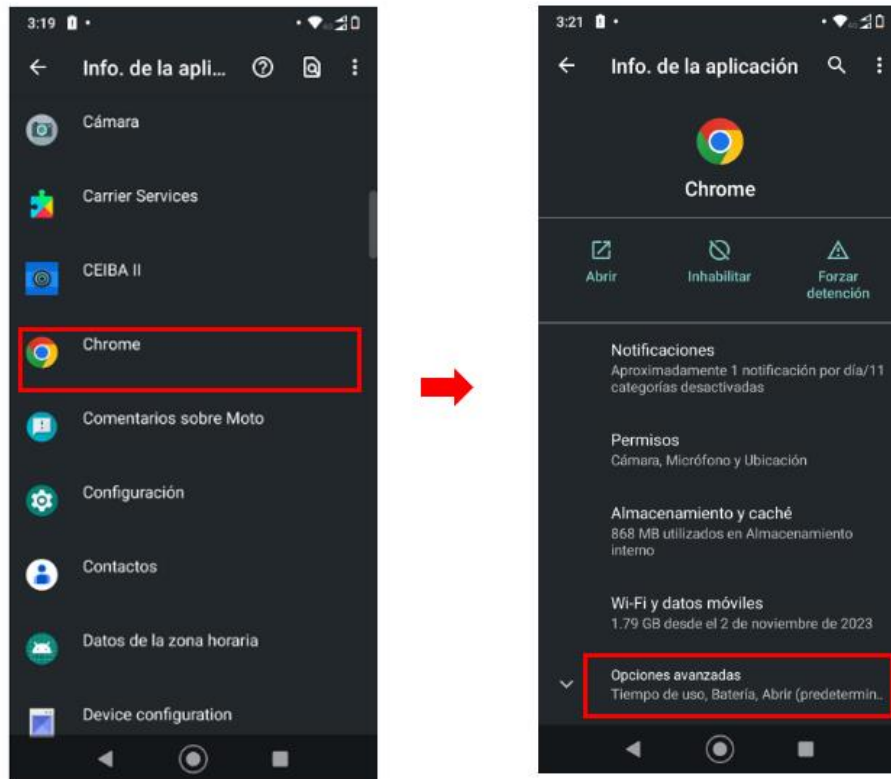 3:19
Info. de la apli...
Cámara
Carrier Services
CEIBA II
Chrome
Comentarios sobre Moto
Configuración
Contactos
Datos de la zona horaria
Device configuration
3:21
Info. de la aplicación
Chrome
Abrir
Inhabilitar
Forzar
detención
Notificaciones
Aproximadamente 1 notificación por día/11
categorías desactivadas
Permisos
Cámara, Micrófono y Ubicación
Almacenamiento y caché
868 MB utilizados en Almacenamiento
interno
Wi-Fi y datos móviles
1.79 GB desde el 2 de noviembre de 2023
Opciones avanzadas
Tiempo de uso, Batería, Abrir (predetermin..